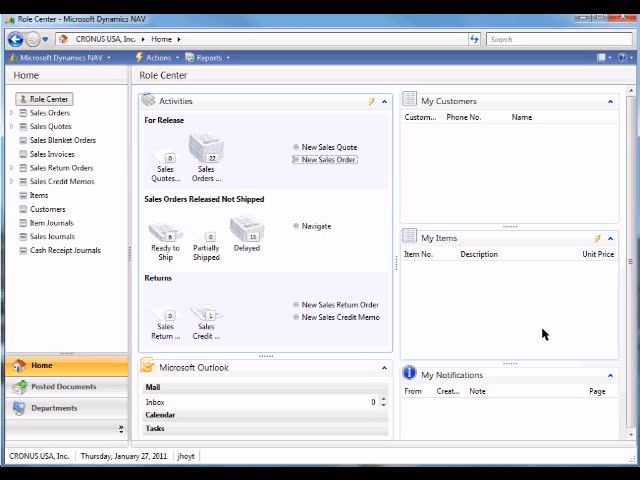 Role Center - Microsoft Dynamics NAV
CRONUS USA, Inc. Home
Search
Microsoft Dynamics NAV Actions Reports
Home
Role Center
Role Center
Sales Orders
Sales Quotes
Sales Blanket Orders
Sales Invoices
Sales Return Orders
Sales Credit Memos
Items
Customers
Item Journals
Sales Journals
Cash Receipt Journals
Home
Posted Documents
Departments
Activities
For Release
0
Sales Quotes...
22
Sales Orders ...
New Sales Quote
New Sales Order
Sales Orders Released Not Shipped
Ready to Ship
0
Partially Shipped
Delayed
Navigate
Returns
0
Sales Return ...
1
Sales Credit ...
New Sales Return Order
New Sales Credit Memo
Microsoft Outlook
Mail
Inbox 0
Calendar
Tasks
My Customers
Custom... Phone No. Name
My Items
Item No. Description Unit Price
My Notifications
From Creat... Note Page
CRONUS USA, Inc. Thursday, January 27, 2011 jhoyt